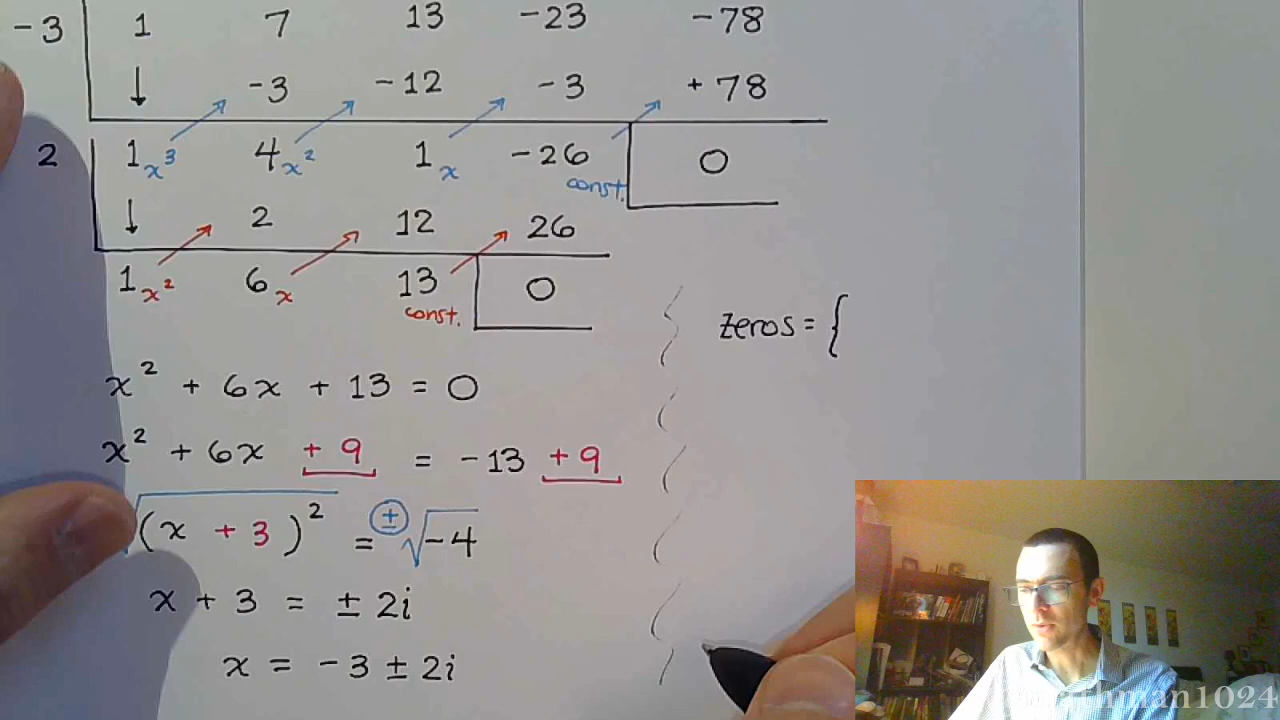 -3 1 7 13 -23 -78
↓ -3 -12 -3 +78
2 1x³ 4x² 1x -26 const. 0
↓ 2 12 26
1x² 6x 13 const. 0
zeros = {
x² + 6x + 13 = 0
x² + 6x + 9 = -13 + 9
√(x + 3)² = ± √-4
x + 3 = ± 2i
x = -3 ± 2i